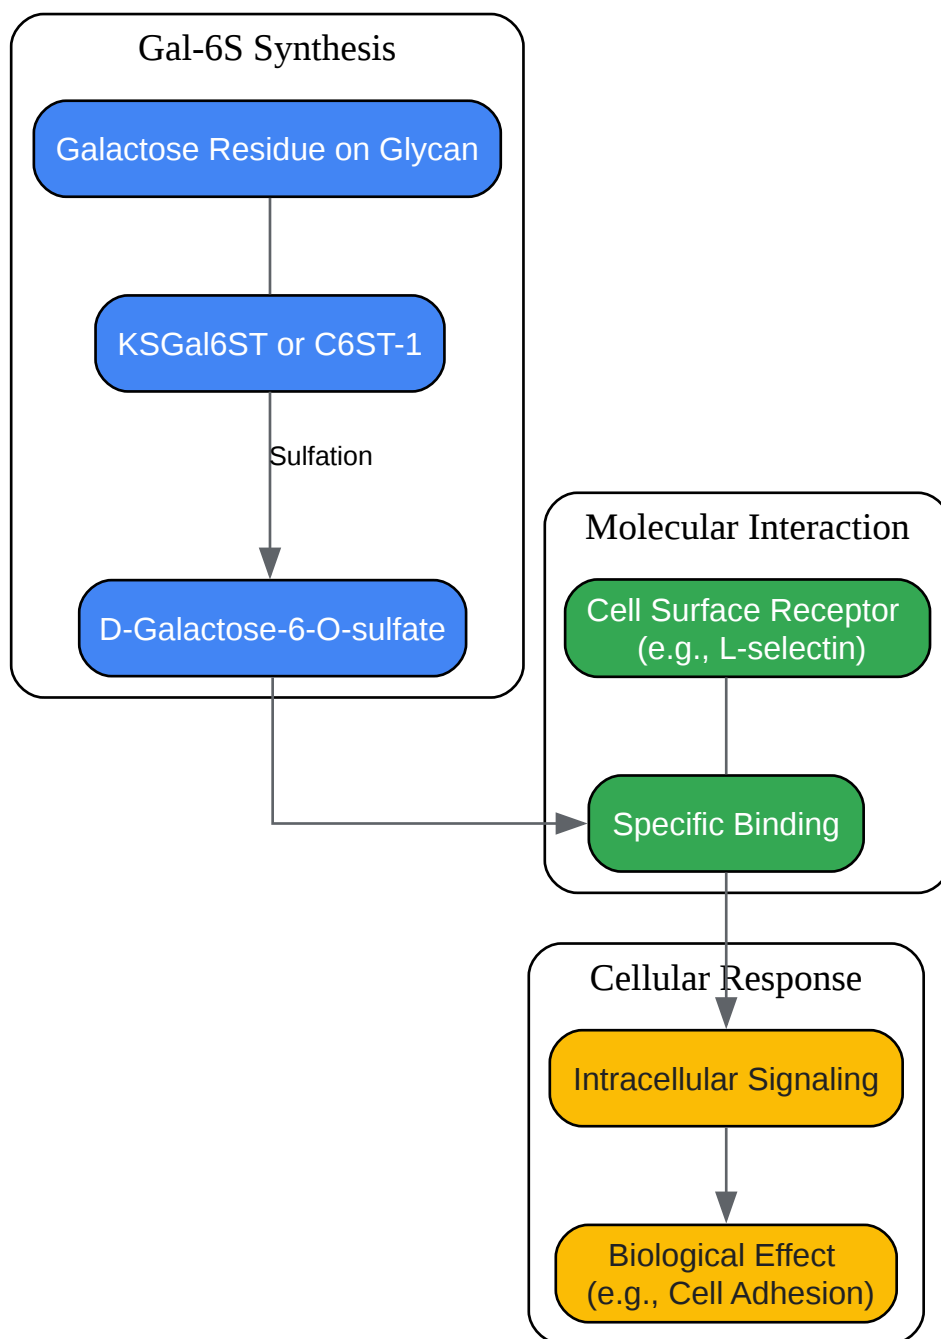 Gal-6S Synthesis
Galactose Residue on Glycan
KSGal6ST or C6ST-1
Sulfation
D-Galactose-6-O-sulfate
Molecular Interaction
Cell Surface Receptor
(e.g., L-selectin)
Specific Binding
Cellular Response
Intracellular Signaling
Biological Effect
(e.g., Cell Adhesion)